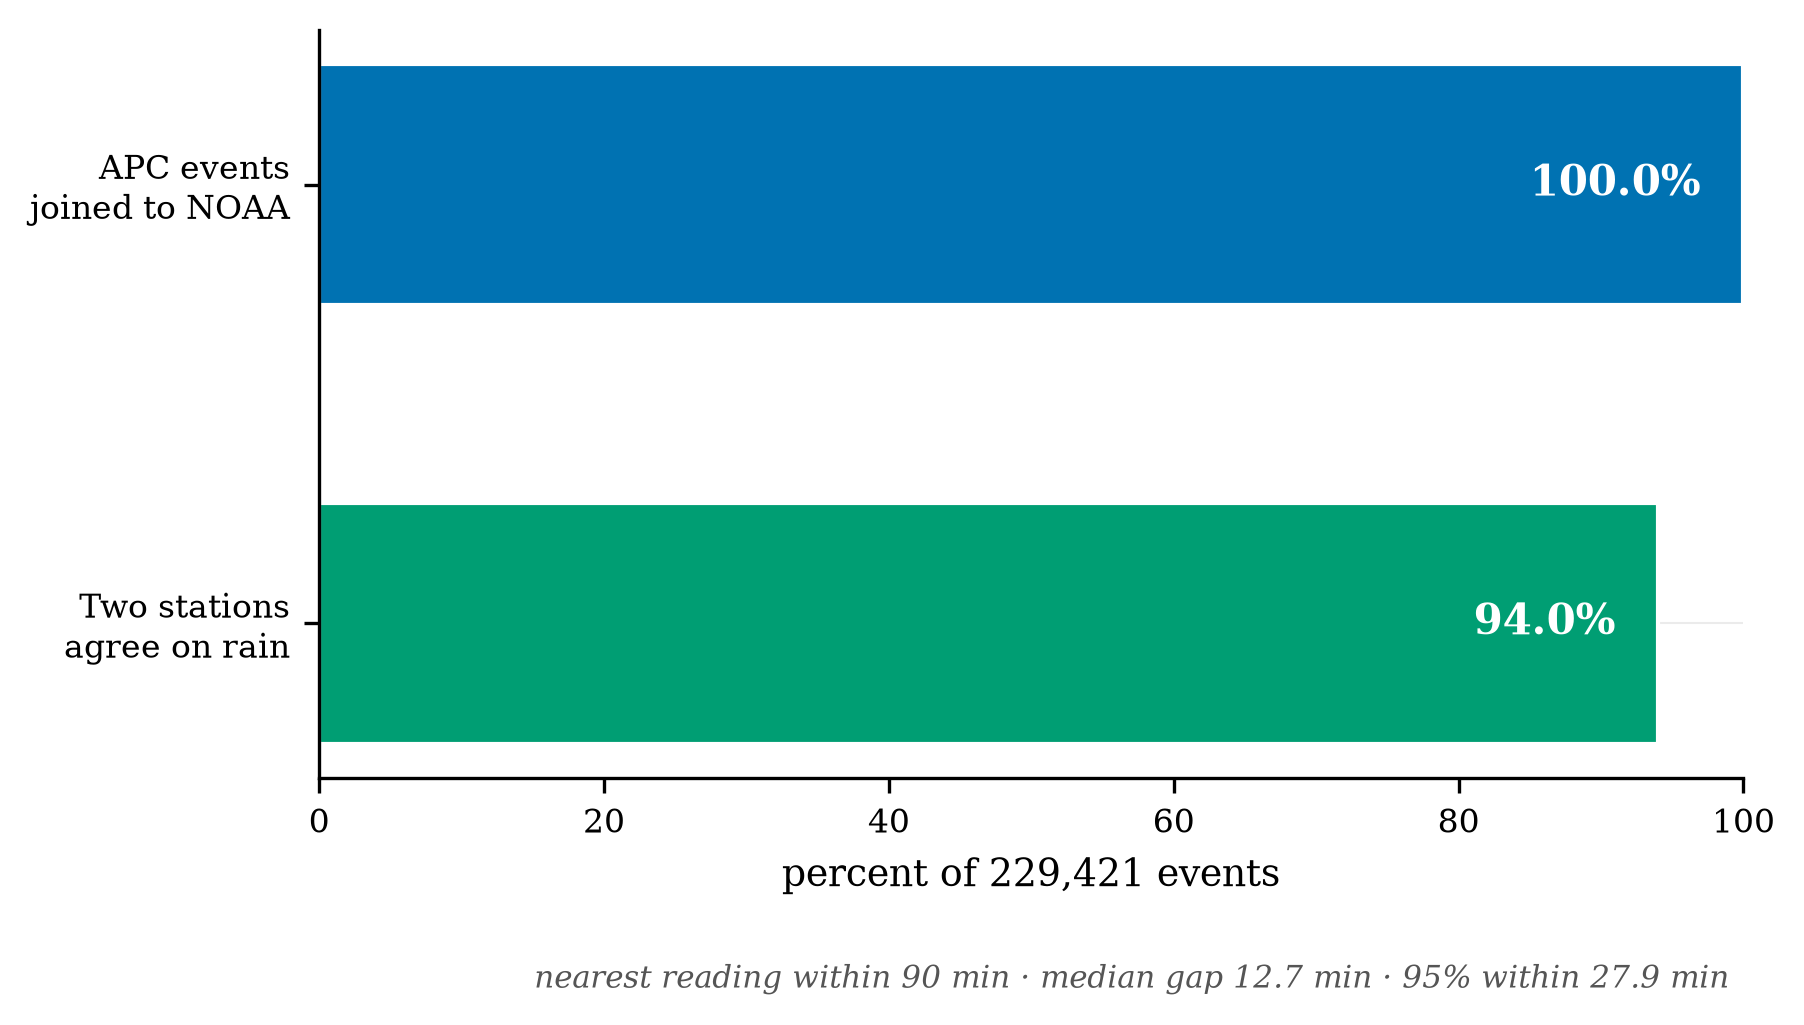 APC events
joined to NOAA
100.0%
Two stations
agree on rain
94.0%
0 20 40 60 80 100
percent of 229,421 events
nearest reading within 90 min · median gap 12.7 min · 95% within 27.9 min